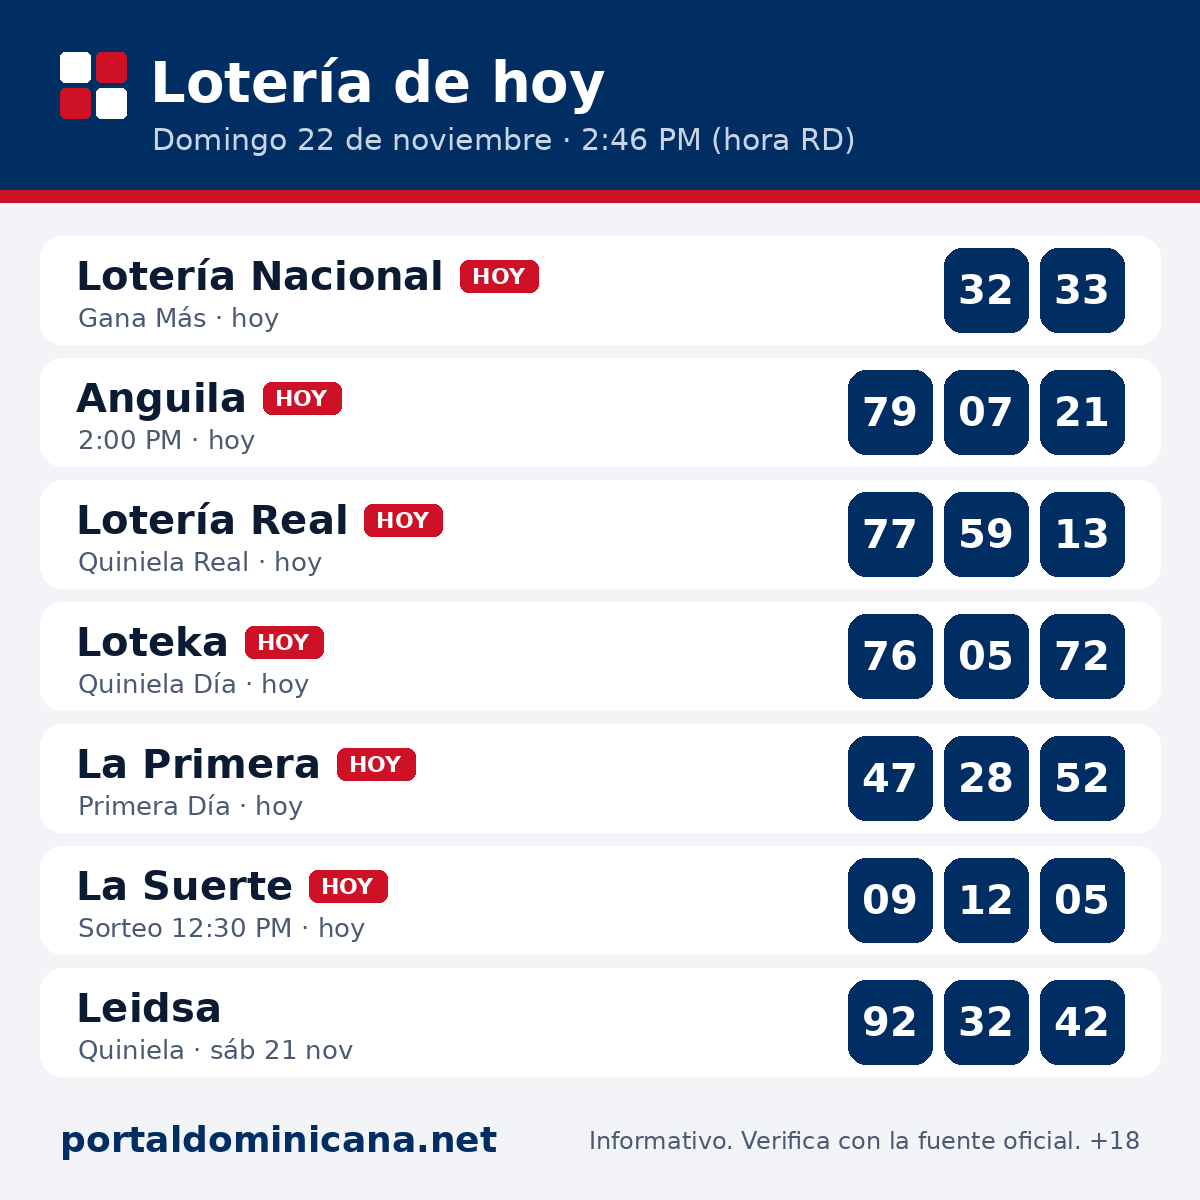 Lotería de hoy
Domingo 22 de noviembre · 2:46 PM (hora RD)
Lotería Nacional HOY
Gana Más · hoy
32 33
Anguila HOY
2:00 PM · hoy
79 07 21
Lotería Real HOY
Quiniela Real · hoy
77 59 13
Loteka HOY
Quiniela Día · hoy
76 05 72
La Primera HOY
Primera Día · hoy
47 28 52
La Suerte HOY
Sorteo 12:30 PM · hoy
09 12 05
Leidsa
Quiniela · sáb 21 nov
92 32 42
portaldominicana.net
Informativo. Verifica con la fuente oficial. +18